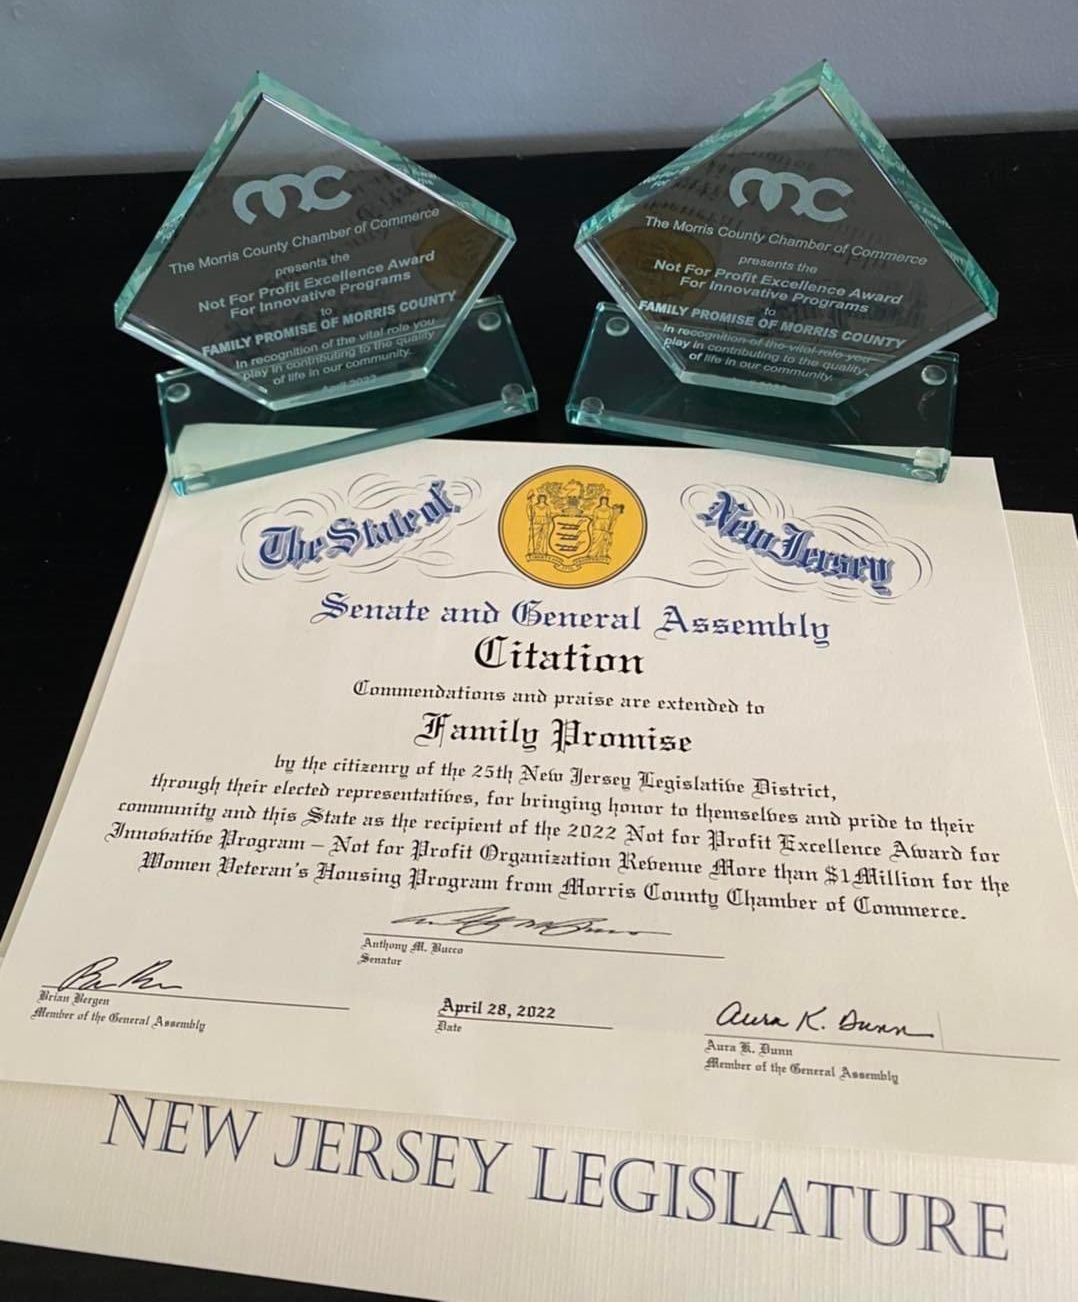 mc
The Morris County Chamber of Commerce
presents the
Not For Profit Excellence Award
For Innovative Programs
to
FAMILY PROMISE OF MORRIS COUNTY
In recognition of the vital role you
play in contributing to the quality
of life in our community.
April 2022
mc
The Morris County Chamber of Commerce
presents the
Not For Profit Excellence Award
For Innovative Programs
to
FAMILY PROMISE OF MORRIS COUNTY
In recognition of the vital role you
play in contributing to the quality
of life in our community.
The State of New Jersey
Senate and General Assembly
Citation
Commendations and praise are extended to
Family Promise
by the citizenry of the 25th New Jersey Legislative District,
through their elected representatives, for bringing honor to themselves and pride to their
community and this State as the recipient of the 2022 Not for Profit Excellence Award for
Innovative Program – Not for Profit Organization Revenue More than $1 Million for the
Women Veteran's Housing Program from Morris County Chamber of Commerce.
Anthony M. Bucco
Senator
Brian Bergen
Member of the General Assembly
April 28, 2022
Date
Aura K. Dunn
Aura K. Dunn
Member of the General Assembly
NEW JERSEY LEGISLATURE